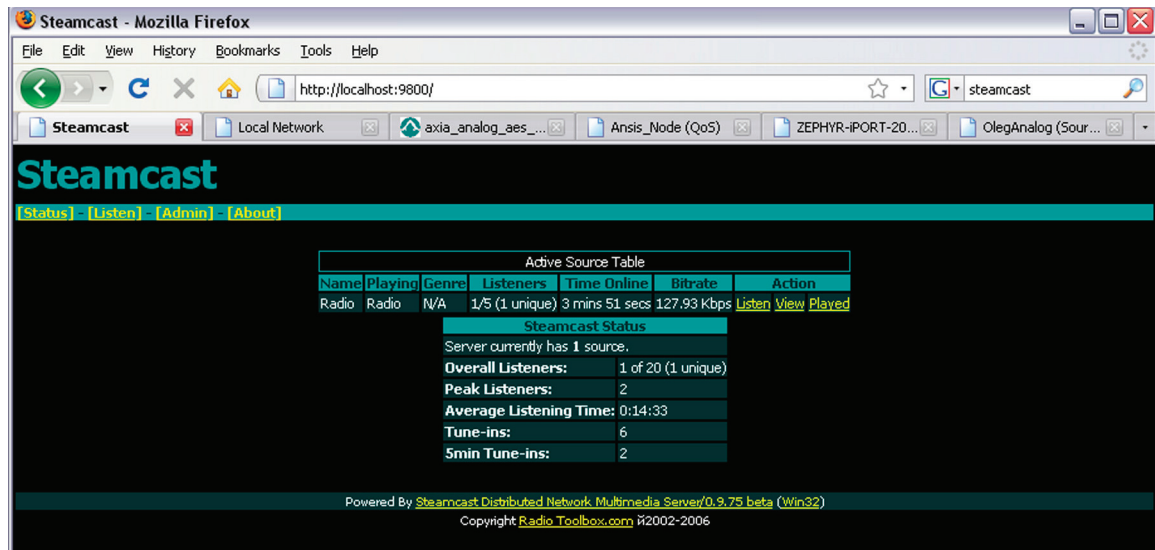 Steamcast - Mozilla Firefox
File Edit View History Bookmarks Tools Help
http://localhost:9800/ G steamcast
Steamcast Local Network axia_analog_aes_... Ansis_Node (QoS) ZEPHYR-iPORT-20... OlegAnalog (Sour...
Steamcast
[Status] - [Listen] - [Admin] - [About]
Active Source Table
Name Playing Genre Listeners Time Online Bitrate Action
Radio Radio N/A 1/5 (1 unique) 3 mins 51 secs 127.93 Kbps Listen View Played
Steamcast Status
Server currently has 1 source.
Overall Listeners: 1 of 20 (1 unique)
Peak Listeners: 2
Average Listening Time: 0:14:33
Tune-ins: 6
5min Tune-ins: 2
Powered By Steamcast Distributed Network Multimedia Server/0.9.75 beta (Win32)
Copyright Radio Toolbox.com й2002-2006